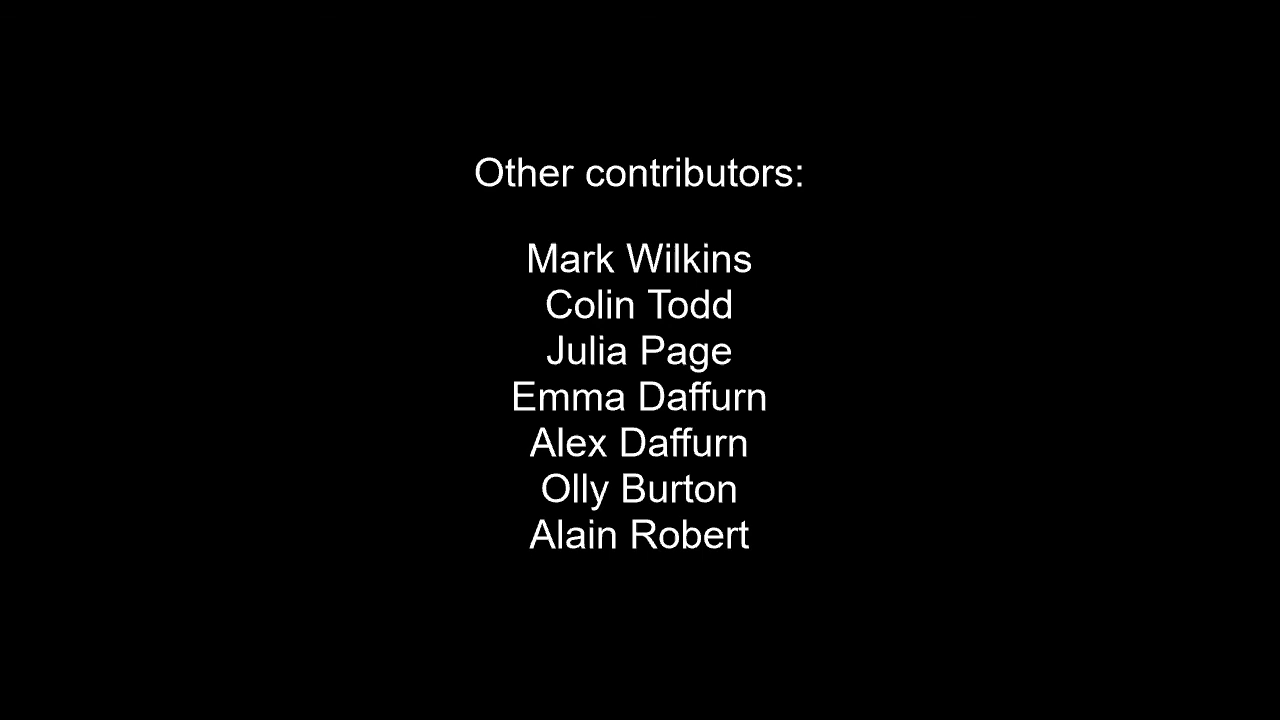 Other contributors:
Mark Wilkins
Colin Todd
Julia Page
Emma Daffurn
Alex Daffurn
Olly Burton
Alain Robert